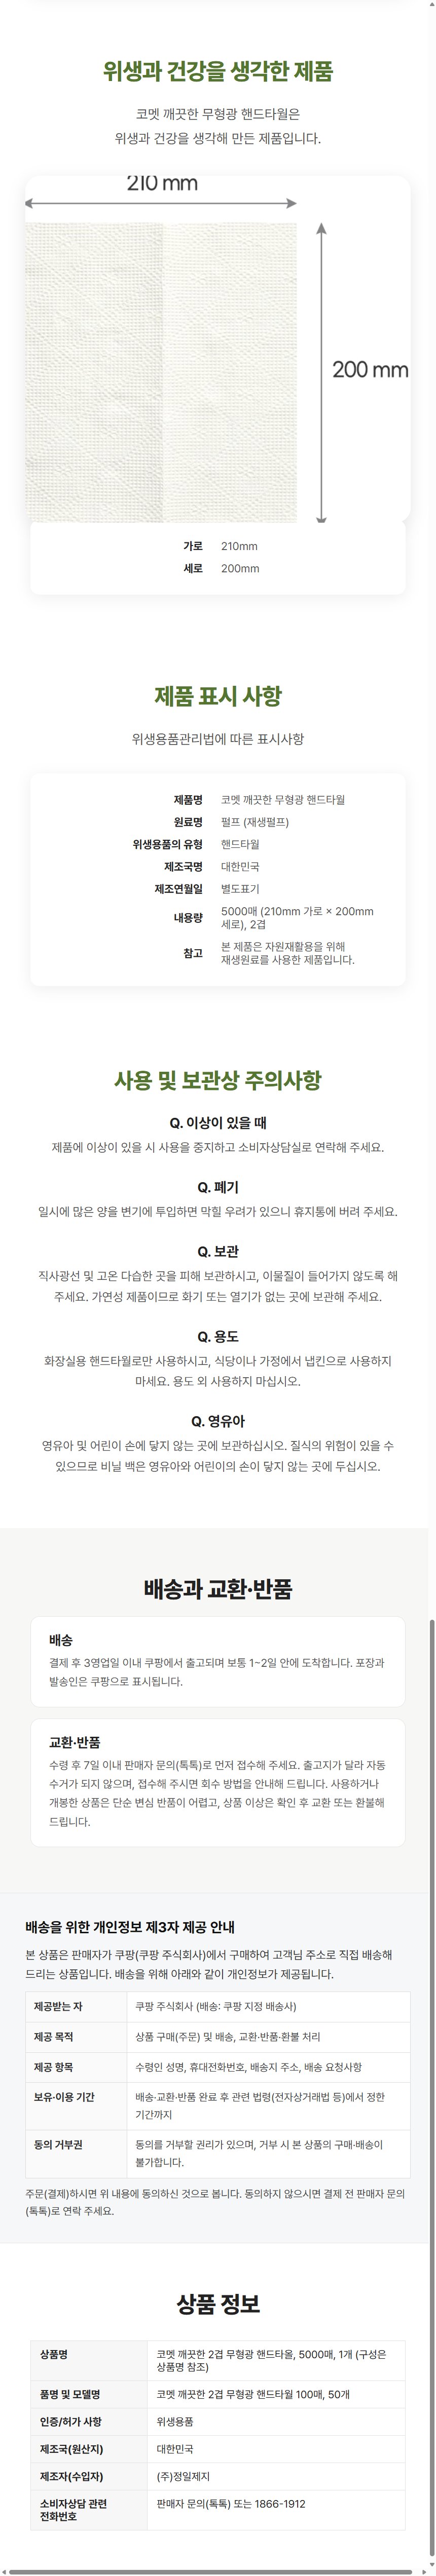 위생과 건강을 생각한 제품
코멧 깨끗한 무형광 핸드타월은
위생과 건강을 생각해 만든 제품입니다.
210 mm
200 mm
가로 210mm
세로 200mm
제품 표시 사항
위생용품관리법에 따른 표시사항
제품명 코멧 깨끗한 무형광 핸드타월
원료명 펄프 (재생펄프)
위생용품의 유형 핸드타월
제조국명 대한민국
제조연월일 별도표기
내용량 5000매 (210mm 가로 × 200mm
세로), 2겹
참고 본 제품은 자원재활용을 위해
재생원료를 사용한 제품입니다.
사용 및 보관상 주의사항
Q. 이상이 있을 때
제품에 이상이 있을 시 사용을 중지하고 소비자상담실로 연락해 주세요.
Q. 폐기
일시에 많은 양을 변기에 투입하면 막힐 우려가 있으니 휴지통에 버려 주세요.
Q. 보관
직사광선 및 고온 다습한 곳을 피해 보관하시고, 이물질이 들어가지 않도록 해
주세요. 가연성 제품이므로 화기 또는 열기가 없는 곳에 보관해 주세요.
Q. 용도
화장실용 핸드타월로만 사용하시고, 식당이나 가정에서 냅킨으로 사용하지
마세요. 용도 외 사용하지 마십시오.
Q. 영유아
영유아 및 어린이 손에 닿지 않는 곳에 보관하십시오. 질식의 위험이 있을 수
있으므로 비닐 백은 영유아와 어린이의 손이 닿지 않는 곳에 두십시오.
배송과 교환·반품
배송
결제 후 3영업일 이내 쿠팡에서 출고되며 보통 1~2일 안에 도착합니다. 포장과
발송인은 쿠팡으로 표시됩니다.
교환·반품
수령 후 7일 이내 판매자 문의(톡톡)로 먼저 접수해 주세요. 출고지가 달라 자동
수거가 되지 않으며, 접수해 주시면 회수 방법을 안내해 드립니다. 사용하거나
개봉한 상품은 단순 변심 반품이 어렵고, 상품 이상은 확인 후 교환 또는 환불해
드립니다.
배송을 위한 개인정보 제3자 제공 안내
본 상품은 판매자가 쿠팡(쿠팡 주식회사)에서 구매하여 고객님 주소로 직접 배송해
드리는 상품입니다. 배송을 위해 아래와 같이 개인정보가 제공됩니다.
제공받는 자 쿠팡 주식회사 (배송: 쿠팡 지정 배송사)
제공 목적 상품 구매(주문) 및 배송, 교환·반품·환불 처리
제공 항목 수령인 성명, 휴대전화번호, 배송지 주소, 배송 요청사항
보유·이용 기간 배송·교환·반품 완료 후 관련 법령(전자상거래법 등)에서 정한
기간까지
동의 거부권 동의를 거부할 권리가 있으며, 거부 시 본 상품의 구매·배송이
불가합니다.
주문(결제)하시면 위 내용에 동의하신 것으로 봅니다. 동의하지 않으시면 결제 전 판매자 문의
(톡톡)로 연락 주세요.
상품 정보
상품명 코멧 깨끗한 2겹 무형광 핸드타올, 5000매, 1개 (구성은
상품명 참조)
품명 및 모델명 코멧 깨끗한 2겹 무형광 핸드타월 100매, 50개
인증/허가 사항 위생용품
제조국(원산지) 대한민국
제조자(수입자) (주)정일제지
소비자상담 관련 판매자 문의(톡톡) 또는 1866-1912
전화번호